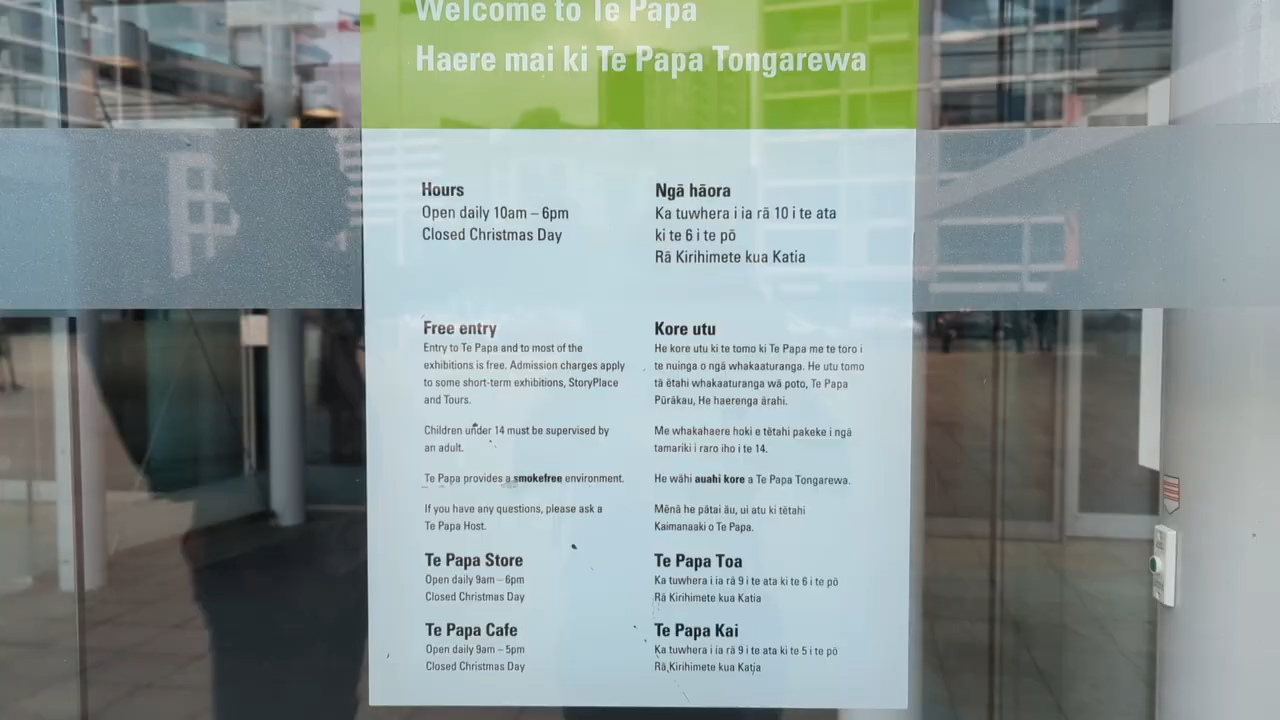 Welcome to Te Papa
Haere mai ki Te Papa Tongarewa
Hours
Open daily 10am – 6pm
Closed Christmas Day
Ngā hāora
Ka tuwhera i ia rā 10 i te ata
ki te 6 i te pō
Rā Kirihimete kua Katia
Free entry
Entry to Te Papa and to most of the
exhibitions is free. Admission charges apply
to some short-term exhibitions, StoryPlace
and Tours.
Children under 14 must be supervised by
an adult.
Te Papa provides a smokefree environment.
If you have any questions, please ask a
Te Papa Host.
Kore utu
He kore utu ki te tomo ki Te Papa me te toro i
te nuinga o ngā whakaaturanga. He utu tomo
tā ētahi whakaaturanga wā poto, Te Papa
Pūrākau, He haerenga ārahi.
Me whakahaere hoki e tētahi pakeke i ngā
tamariki i raro iho i te 14.
He wāhi auahi kore a Te Papa Tongarewa.
Mēnā he pātai āu, ui atu ki tētahi
Kaimanaaki o Te Papa.
Te Papa Store
Open daily 9am – 6pm
Closed Christmas Day
Te Papa Toa
Ka tuwhera i ia rā 9 i te ata ki te 6 i te pō
Rā Kirihimete kua Katia
Te Papa Cafe
Open daily 9am – 5pm
Closed Christmas Day
Te Papa Kai
Ka tuwhera i ia rā 9 i te ata ki te 5 i te pō
Rā Kirihimete kua Katia